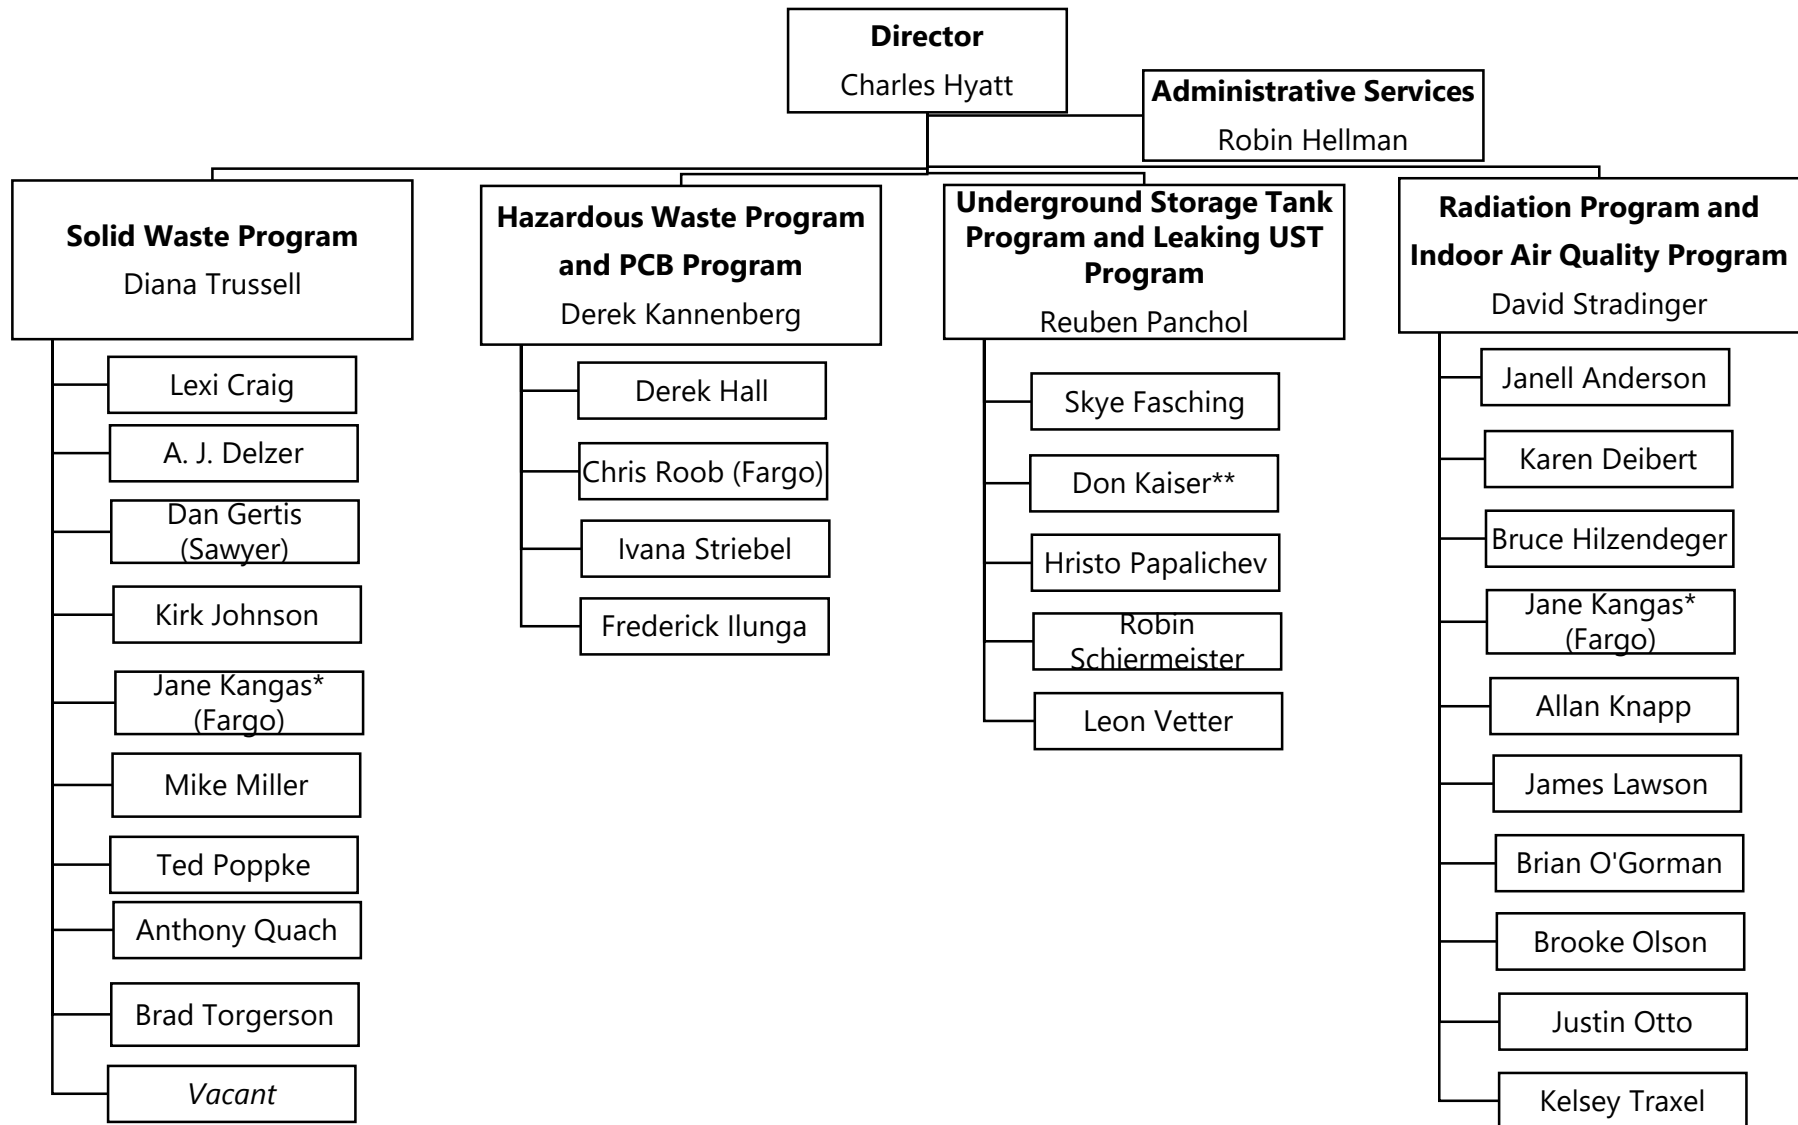 Director
Charles Hyatt
Administrative Services
Robin Hellman
Solid Waste Program
Diana Trussell
Lexi Craig
A. J. Delzer
Dan Gertis
(Sawyer)
Kirk Johnson
Jane Kangas*
(Fargo)
Mike Miller
Ted Poppke
Anthony Quach
Brad Torgerson
Vacant
Hazardous Waste Program
and PCB Program
Derek Kannenberg
Derek Hall
Chris Roob (Fargo)
Ivana Striebel
Frederick Ilunga
Underground Storage Tank
Program and Leaking UST
Program
Reuben Panchol
Skye Fasching
Don Kaiser**
Hristo Papalichev
Robin
Schiermeister
Leon Vetter
Radiation Program and
Indoor Air Quality Program
David Stradinger
Janell Anderson
Karen Deibert
Bruce Hilzendeger
Jane Kangas*
(Fargo)
Allan Knapp
James Lawson
Brian O'Gorman
Brooke Olson
Justin Otto
Kelsey Traxel